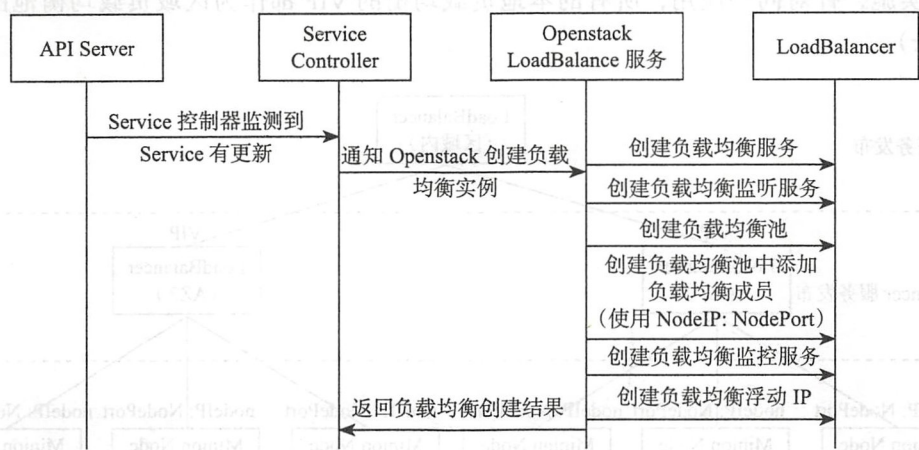 API Server
Service
Controller
Openstack
LoadBalance 服务
LoadBalancer
Service 控制器监测到
Service 有更新
通知 Openstack 创建负载
均衡实例
创建负载均衡服务
创建负载均衡监听服务
创建负载均衡池
创建负载均衡池中添加
负载均衡成员
（使用 NodeIP: NodePort）
创建负载均衡监控服务
创建负载均衡浮动 IP
返回负载均衡创建结果